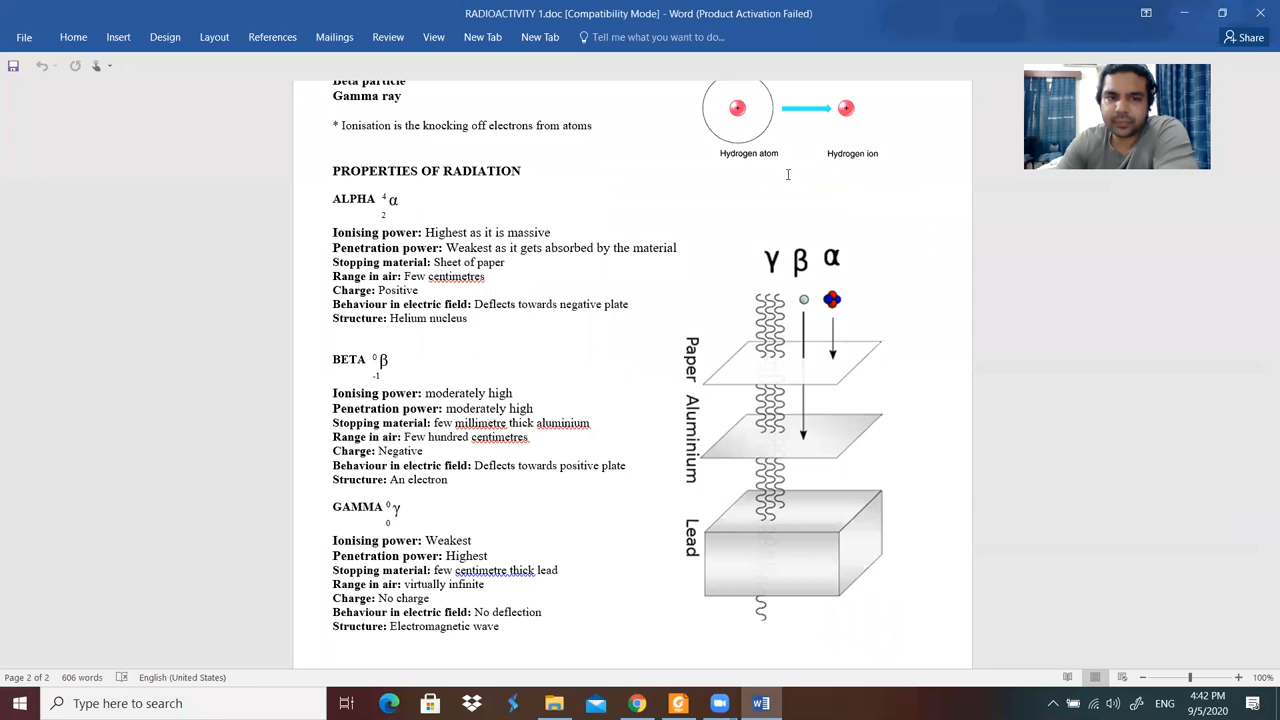 RADIOACTIVITY 1.doc [Compatibility Mode] - Word (Product Activation Failed)
File Home Insert Design Layout References Mailings Review View New Tab New Tab Tell me what you want to do... Share
Beta particle
Gamma ray
* Ionisation is the knocking off electrons from atoms
Hydrogen atom Hydrogen ion
PROPERTIES OF RADIATION
ALPHA 4 2 α
Ionising power: Highest as it is massive
Penetration power: Weakest as it gets absorbed by the material
Stopping material: Sheet of paper
Range in air: Few centimetres
Charge: Positive
Behaviour in electric field: Deflects towards negative plate
Structure: Helium nucleus
BETA 0 -1 β
Ionising power: moderately high
Penetration power: moderately high
Stopping material: few millimetre thick aluminium
Range in air: Few hundred centimetres
Charge: Negative
Behaviour in electric field: Deflects towards positive plate
Structure: An electron
GAMMA 0 0 γ
Ionising power: Weakest
Penetration power: Highest
Stopping material: few centimetre thick lead
Range in air: virtually infinite
Charge: No charge
Behaviour in electric field: No deflection
Structure: Electromagnetic wave
γ β α
Paper
Aluminium
Lead
Page 2 of 2 606 words English (United States) 100%
Type here to search
ENG
4:42 PM
9/5/2020